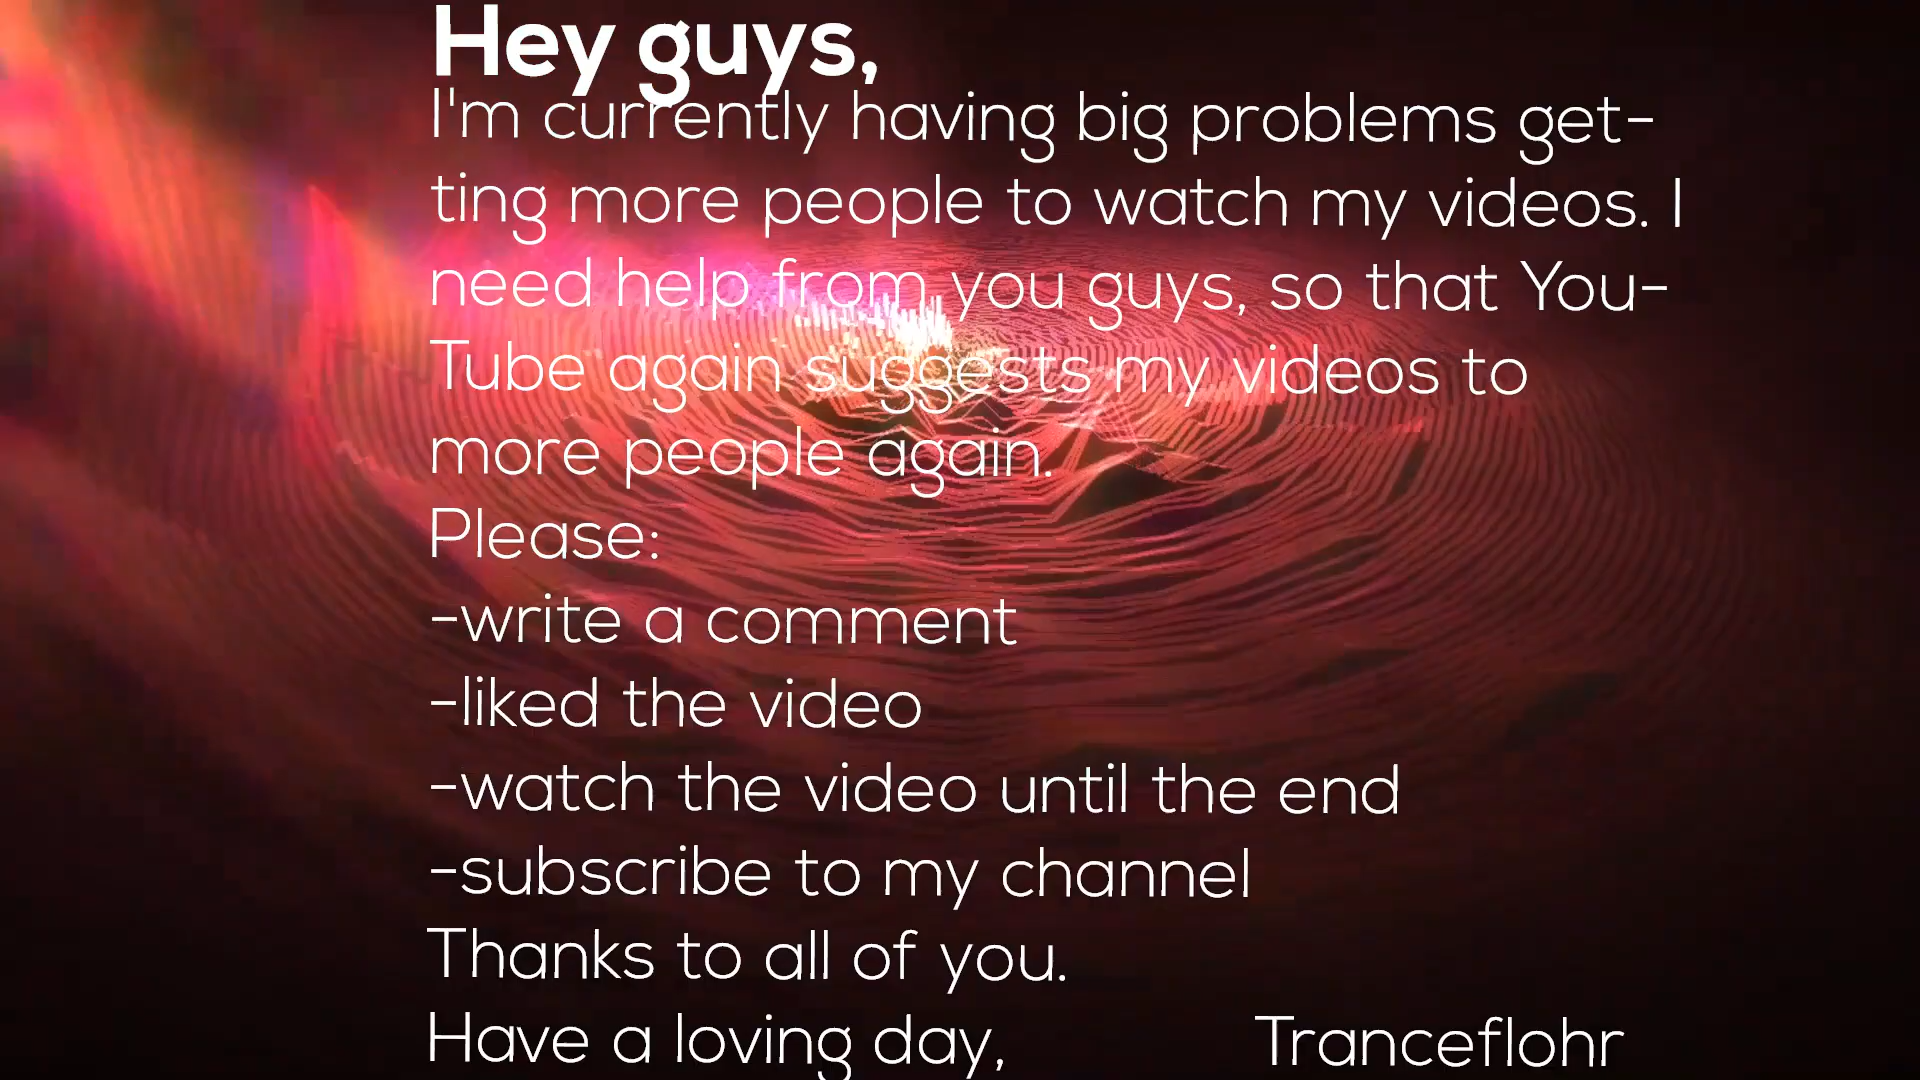 Hey guys,
I'm currently having big problems get-
ting more people to watch my videos. I
need help from you guys, so that You-
Tube again suggests my videos to
more people again.
Please:
-write a comment
-liked the video
-watch the video until the end
-subscribe to my channel
Thanks to all of you.
Have a loving day, Tranceflohr